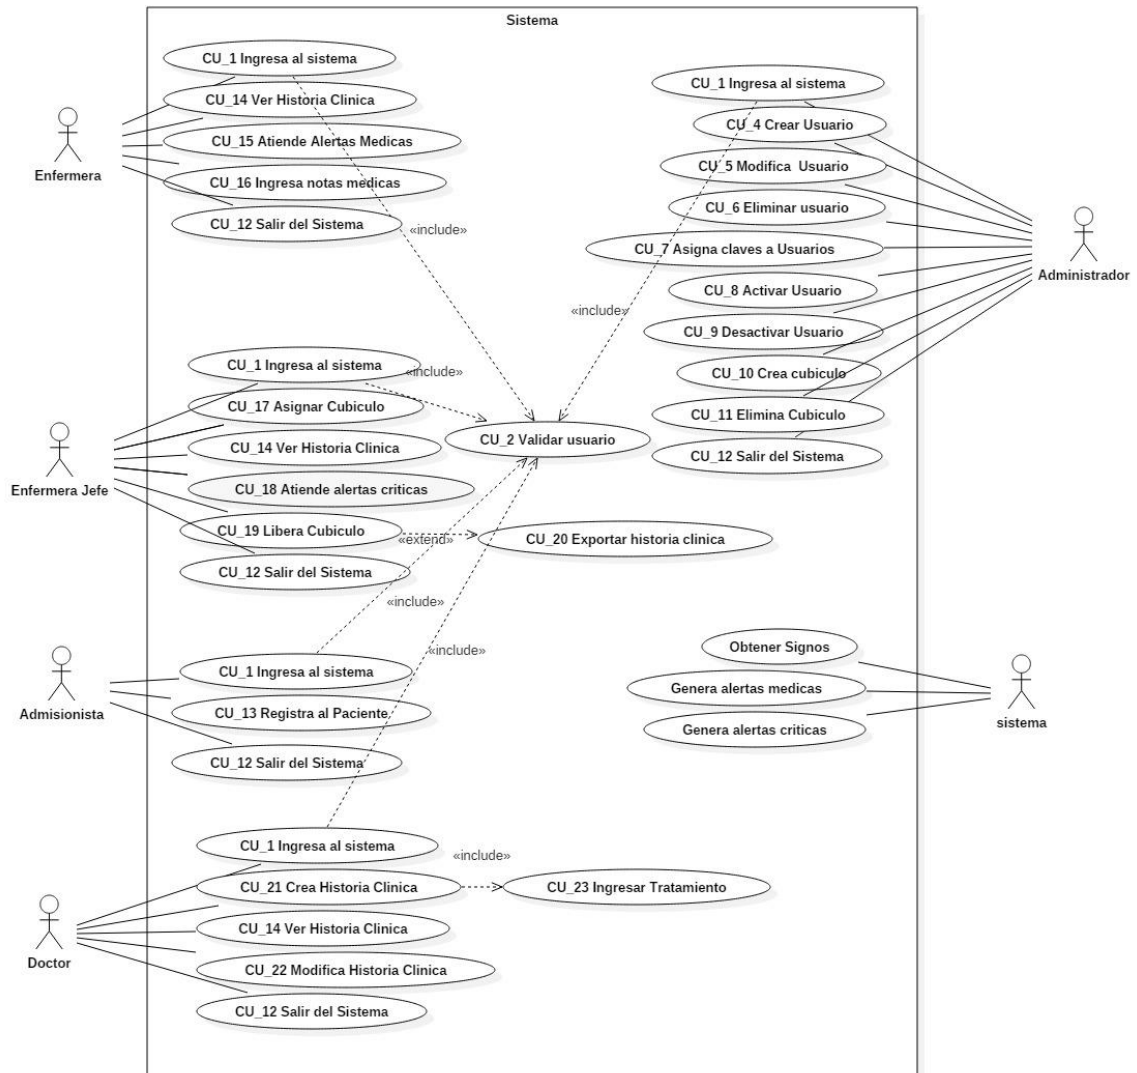 Sistema
CU_1 Ingresa al sistema
CU_14 Ver Historia Clinica
CU_15 Atiende Alertas Medicas
CU_16 Ingresa notas medicas
CU_12 Salir del Sistema
Enfermera
«include»
CU_1 Ingresa al sistema
CU_4 Crear Usuario
CU_5 Modifica Usuario
CU_6 Eliminar usuario
CU_7 Asigna claves a Usuarios
CU_8 Activar Usuario
CU_9 Desactivar Usuario
CU_10 Crea cubiculo
CU_11 Elimina Cubiculo
CU_12 Salir del Sistema
Administrador
«include»
CU_1 Ingresa al sistema
«include»
CU_17 Asignar Cubiculo
CU_14 Ver Historia Clinica
CU_18 Atiende alertas criticas
CU_19 Libera Cubiculo
CU_12 Salir del Sistema
Enfermera Jefe
CU_2 Validar usuario
«extend»
CU_20 Exportar historia clinica
«include»
CU_1 Ingresa al sistema
CU_13 Registra al Paciente
CU_12 Salir del Sistema
Admisionista
«include»
Obtener Signos
Genera alertas medicas
Genera alertas criticas
sistema
CU_1 Ingresa al sistema
CU_21 Crea Historia Clinica
«include»
CU_23 Ingresar Tratamiento
CU_14 Ver Historia Clinica
CU_22 Modifica Historia Clinica
CU_12 Salir del Sistema
Doctor